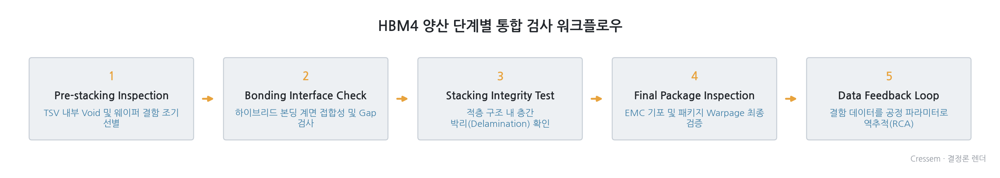 HBM4 양산 단계별 통합 검사 워크플로우
1
Pre-stacking Inspection
TSV 내부 Void 및 웨이퍼 결함 조기
선별
2
Bonding Interface Check
하이브리드 본딩 계면 접합성 및 Gap
검사
3
Stacking Integrity Test
적층 구조 내 층간
박리(Delamination) 확인
4
Final Package Inspection
EMC 기포 및 패키지 Warpage 최종
검증
5
Data Feedback Loop
결함 데이터를 공정 파라미터로
역추적(RCA)
Cressem · 결정론 렌더